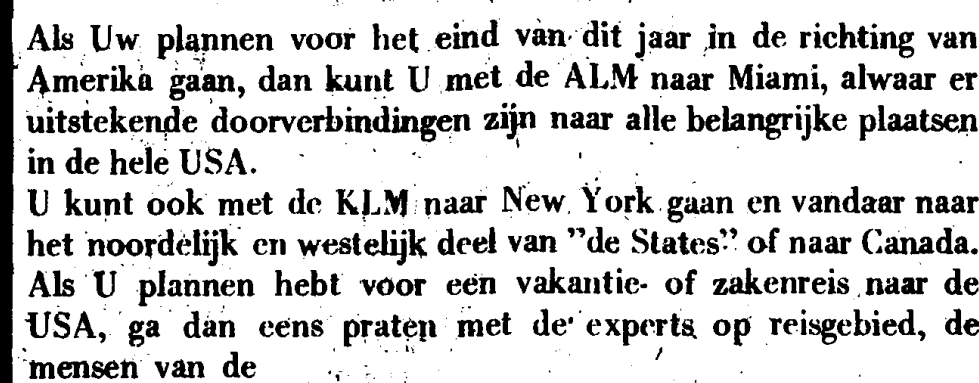 Als Uw plannen voor het eind van dit jaar in de richting van
Amerika gaan, dan kunt U met de ALM naar Miami, alwaar er
uitstekende doorverbindingen zijn naar alle belangrijke plaatsen
in de hele USA.
U kunt ook met de KLM naar New York gaan en vandaar naar
het noordelijk en westelijk deel van ”de States” of naar Canada.
Als U plannen hebt voor een vakantie- of zakenreis naar de
USA, ga dan eens praten met de experts op reisgebied, de
mensen van de